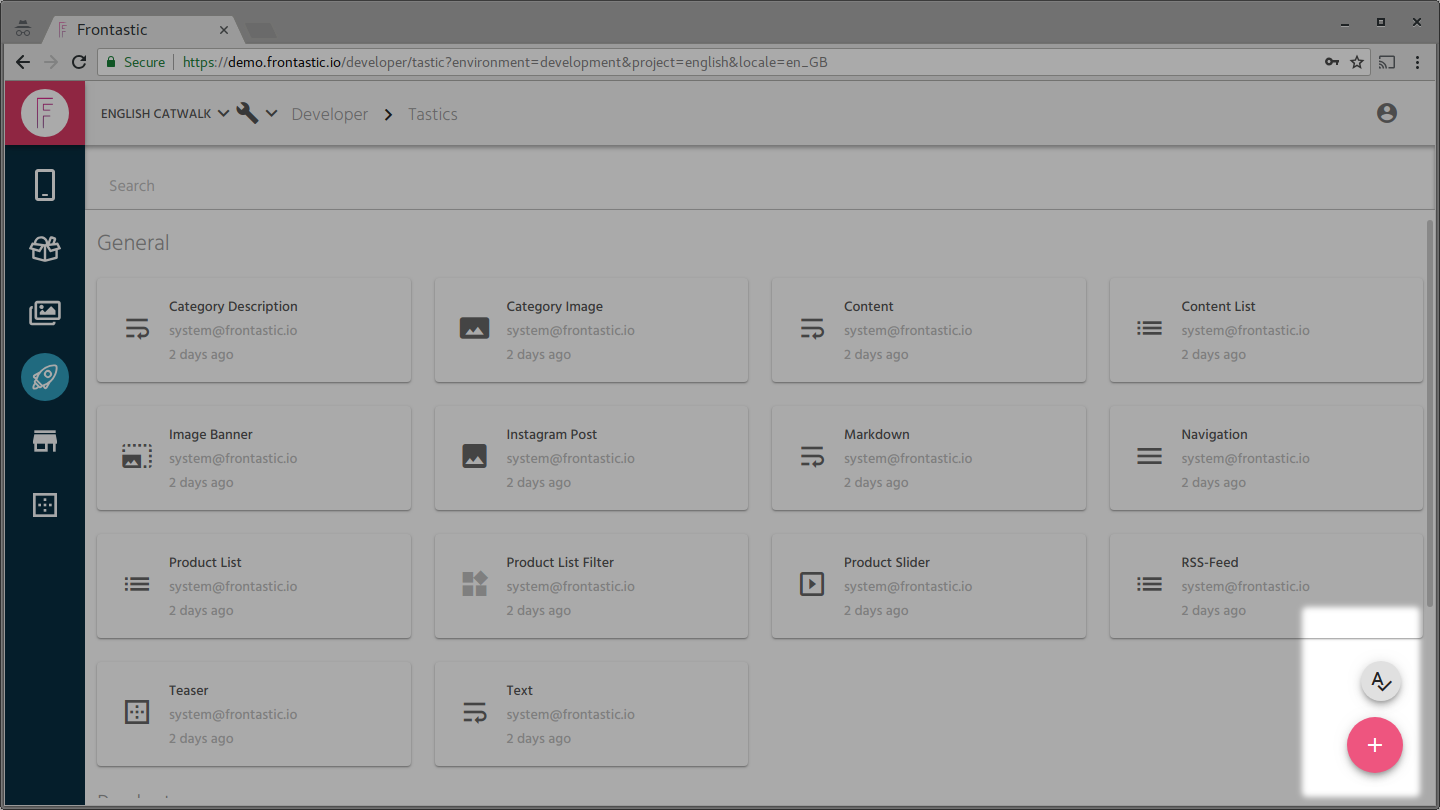 Frontastic
Secure
https://demo.frontastic.io/developer/tastic?environment=development&project=english&locale=en_GB
ENGLISH CATWALK Developer Tastics
Search
General
Category Description
system@frontastic.io
2 days ago
Category Image
system@frontastic.io
2 days ago
Content
system@frontastic.io
2 days ago
Content List
system@frontastic.io
2 days ago
Image Banner
system@frontastic.io
2 days ago
Instagram Post
system@frontastic.io
2 days ago
Markdown
system@frontastic.io
2 days ago
Navigation
system@frontastic.io
2 days ago
Product List
system@frontastic.io
2 days ago
Product List Filter
system@frontastic.io
2 days ago
Product Slider
system@frontastic.io
2 days ago
RSS-Feed
system@frontastic.io
2 days ago
Teaser
system@frontastic.io
2 days ago
Text
system@frontastic.io
2 days ago